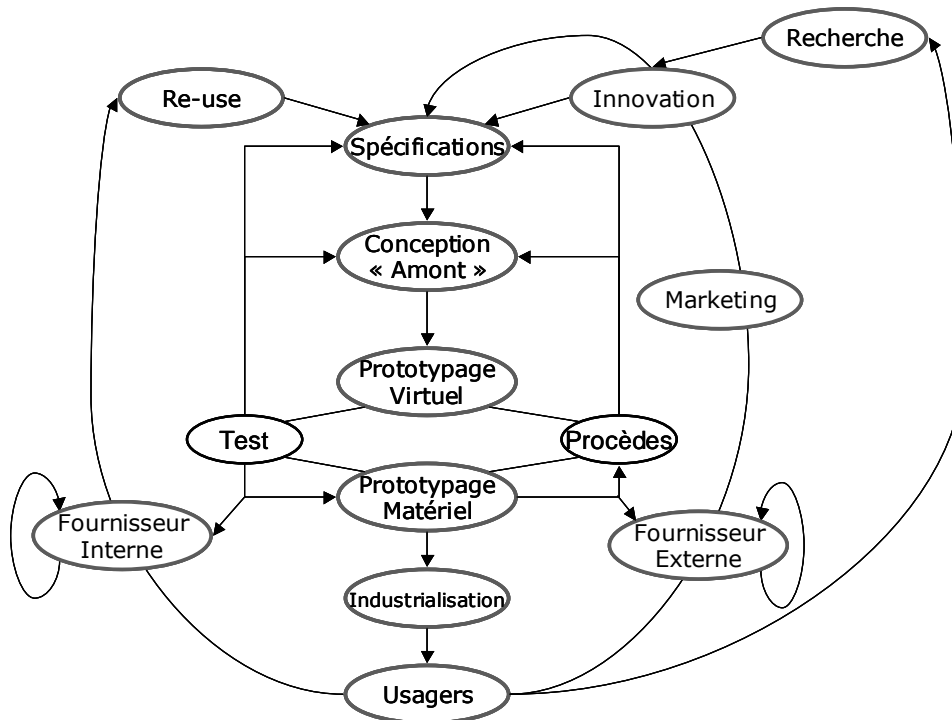 Recherche
Re-use
Innovation
Spécifications
Conception
« Amont »
Marketing
Prototypage
Virtuel
Test
Procèdes
Prototypage
Matériel
Fournisseur
Interne
Fournisseur
Externe
Industrialisation
Usagers